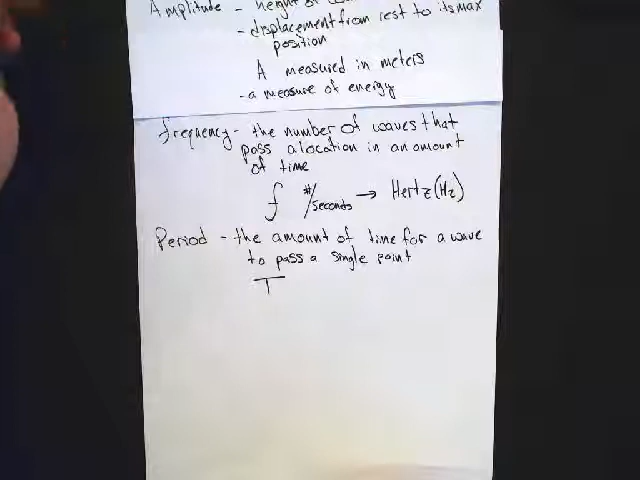 Amplitude - height of
- displacement from rest to its max
position
A measured in meters
- a measure of energy
frequency - the number of waves that
pass a location in an amount
of time
f #/seconds → Hertz (Hz)
Period - the amount of time for a wave
to pass a single point
T